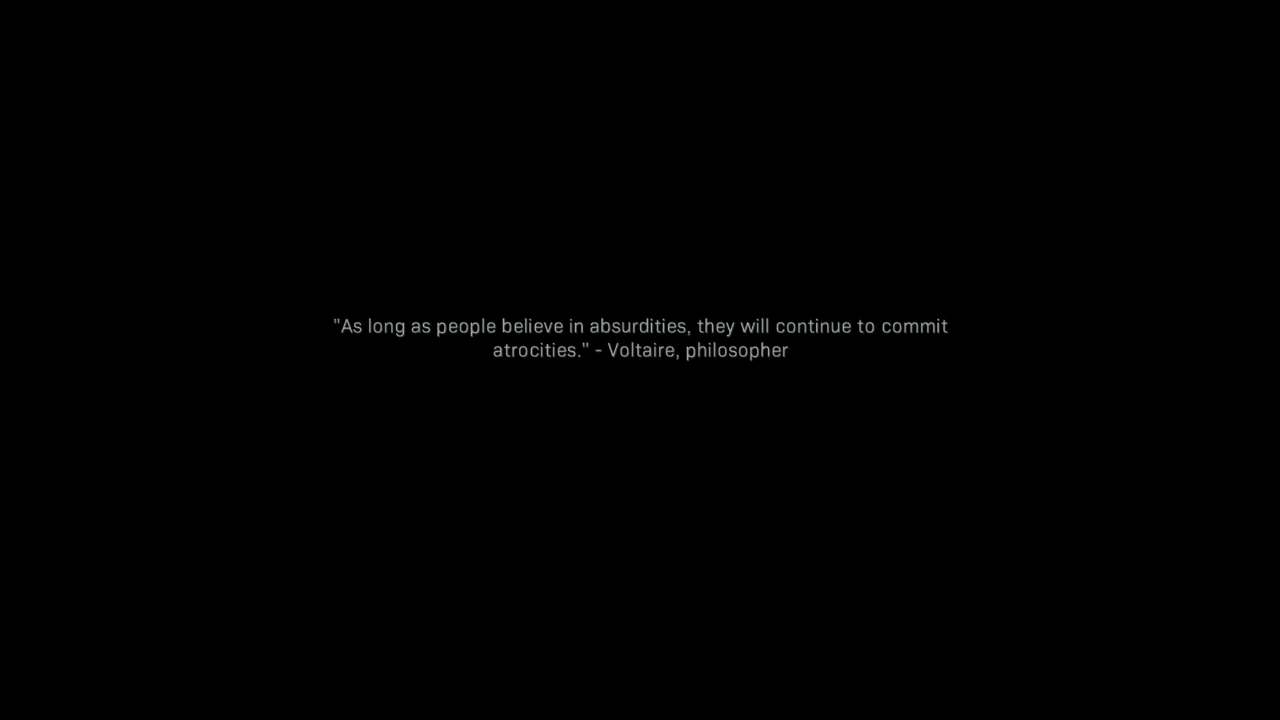 "As long as people believe in absurdities, they will continue to commit
atrocities." - Voltaire, philosopher